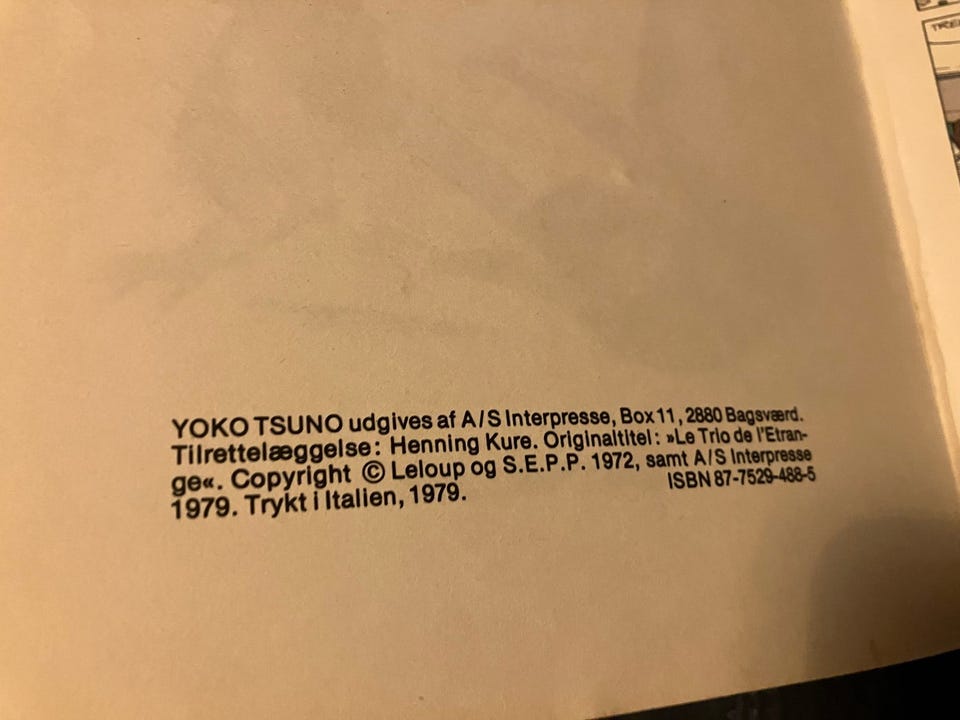 YOKO TSUNO udgives af A/S Interpresse, Box 11, 2880 Bagsværd.
Tilrettelæggelse: Henning Kure. Originaltitel: »Le Trio de l'Etran-
ge«. Copyright © Leloup og S.E.P.P. 1972, samt A/S Interpresse
1979. Trykt i Italien, 1979. ISBN 87-7529-488-5